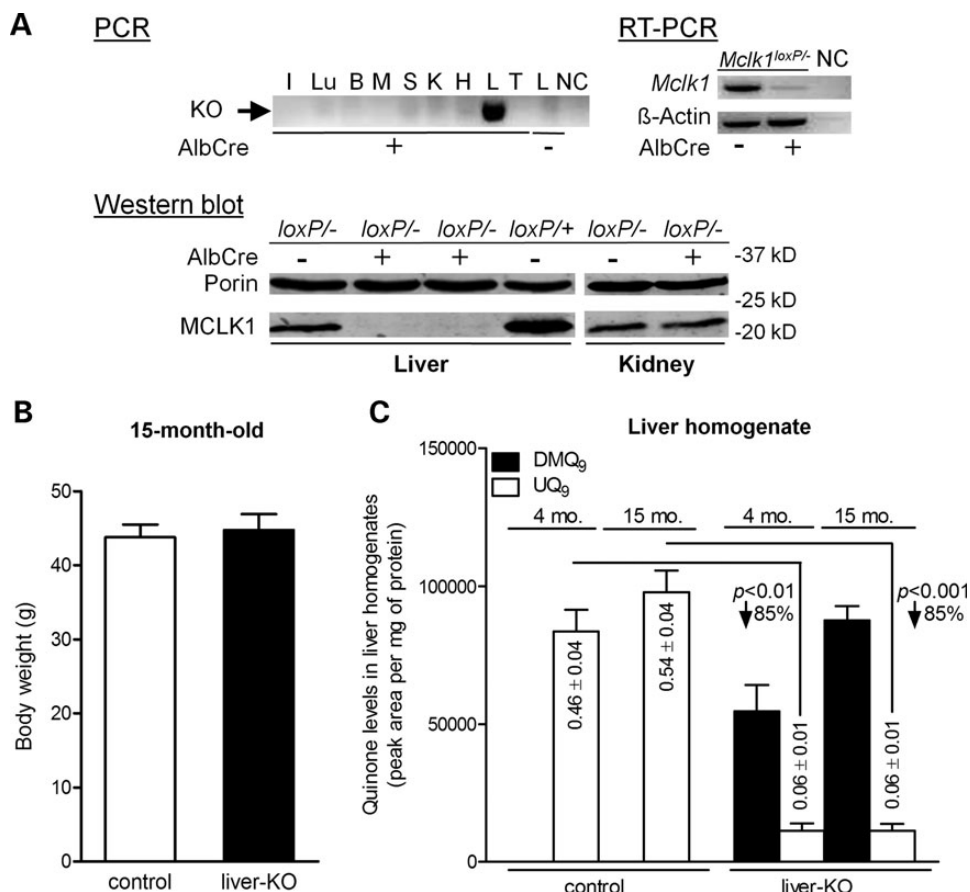 A
PCR
I Lu B M S K H L T L NC
KO
AlbCre + -
RT-PCR
Mclk1loxP/- NC
Mclk1
ß-Actin
AlbCre - +
Western blot
loxP/- loxP/- loxP/- loxP/+ loxP/- loxP/-
AlbCre - + + - - + -37 kD
Porin
-25 kD
MCLK1 -20 kD
Liver Kidney
B
15-month-old
Body weight (g)
50
40
30
20
10
0
control liver-KO
C
Liver homogenate
Quinone levels in liver homogenates
(peak area per mg of protein)
150000
100000
50000
0
DMQ9
UQ9
4 mo. 15 mo. 4 mo. 15 mo.
p<0.01
85%
p<0.001
85%
0.46 ± 0.04
0.54 ± 0.04
0.06 ± 0.01
0.06 ± 0.01
control liver-KO